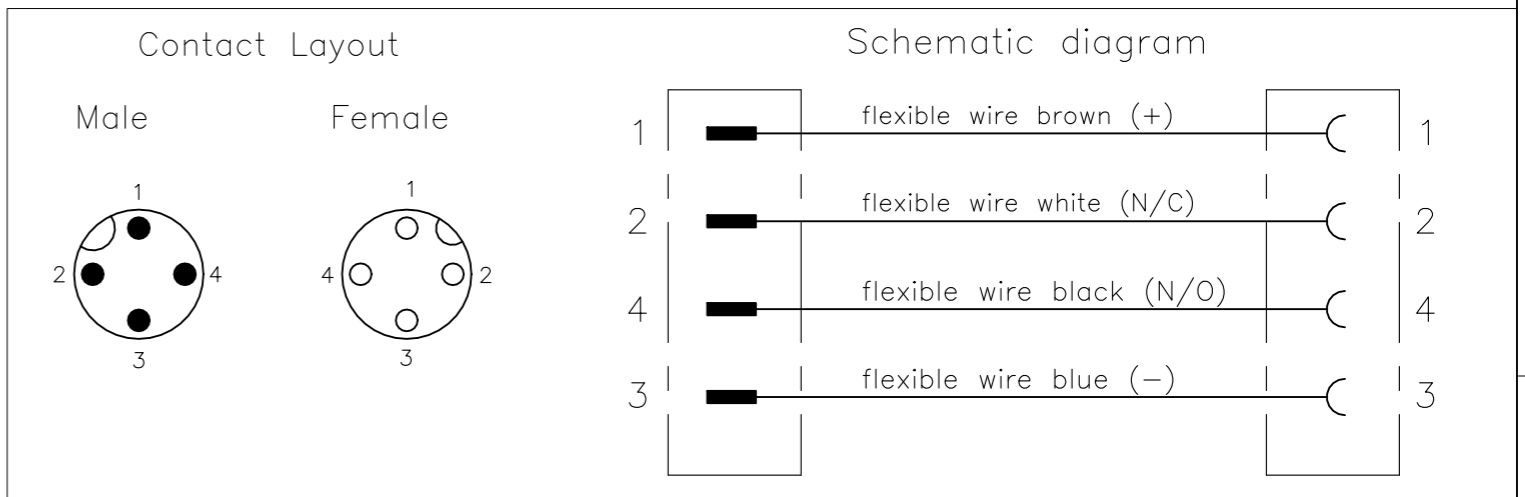 Contact Layout
Male
Female
1
2
4
3
1
4
2
3
Schematic diagram
1 flexible wire brown (+) 1
2 flexible wire white (N/C) 2
4 flexible wire black (N/O) 4
3 flexible wire blue (−) 3